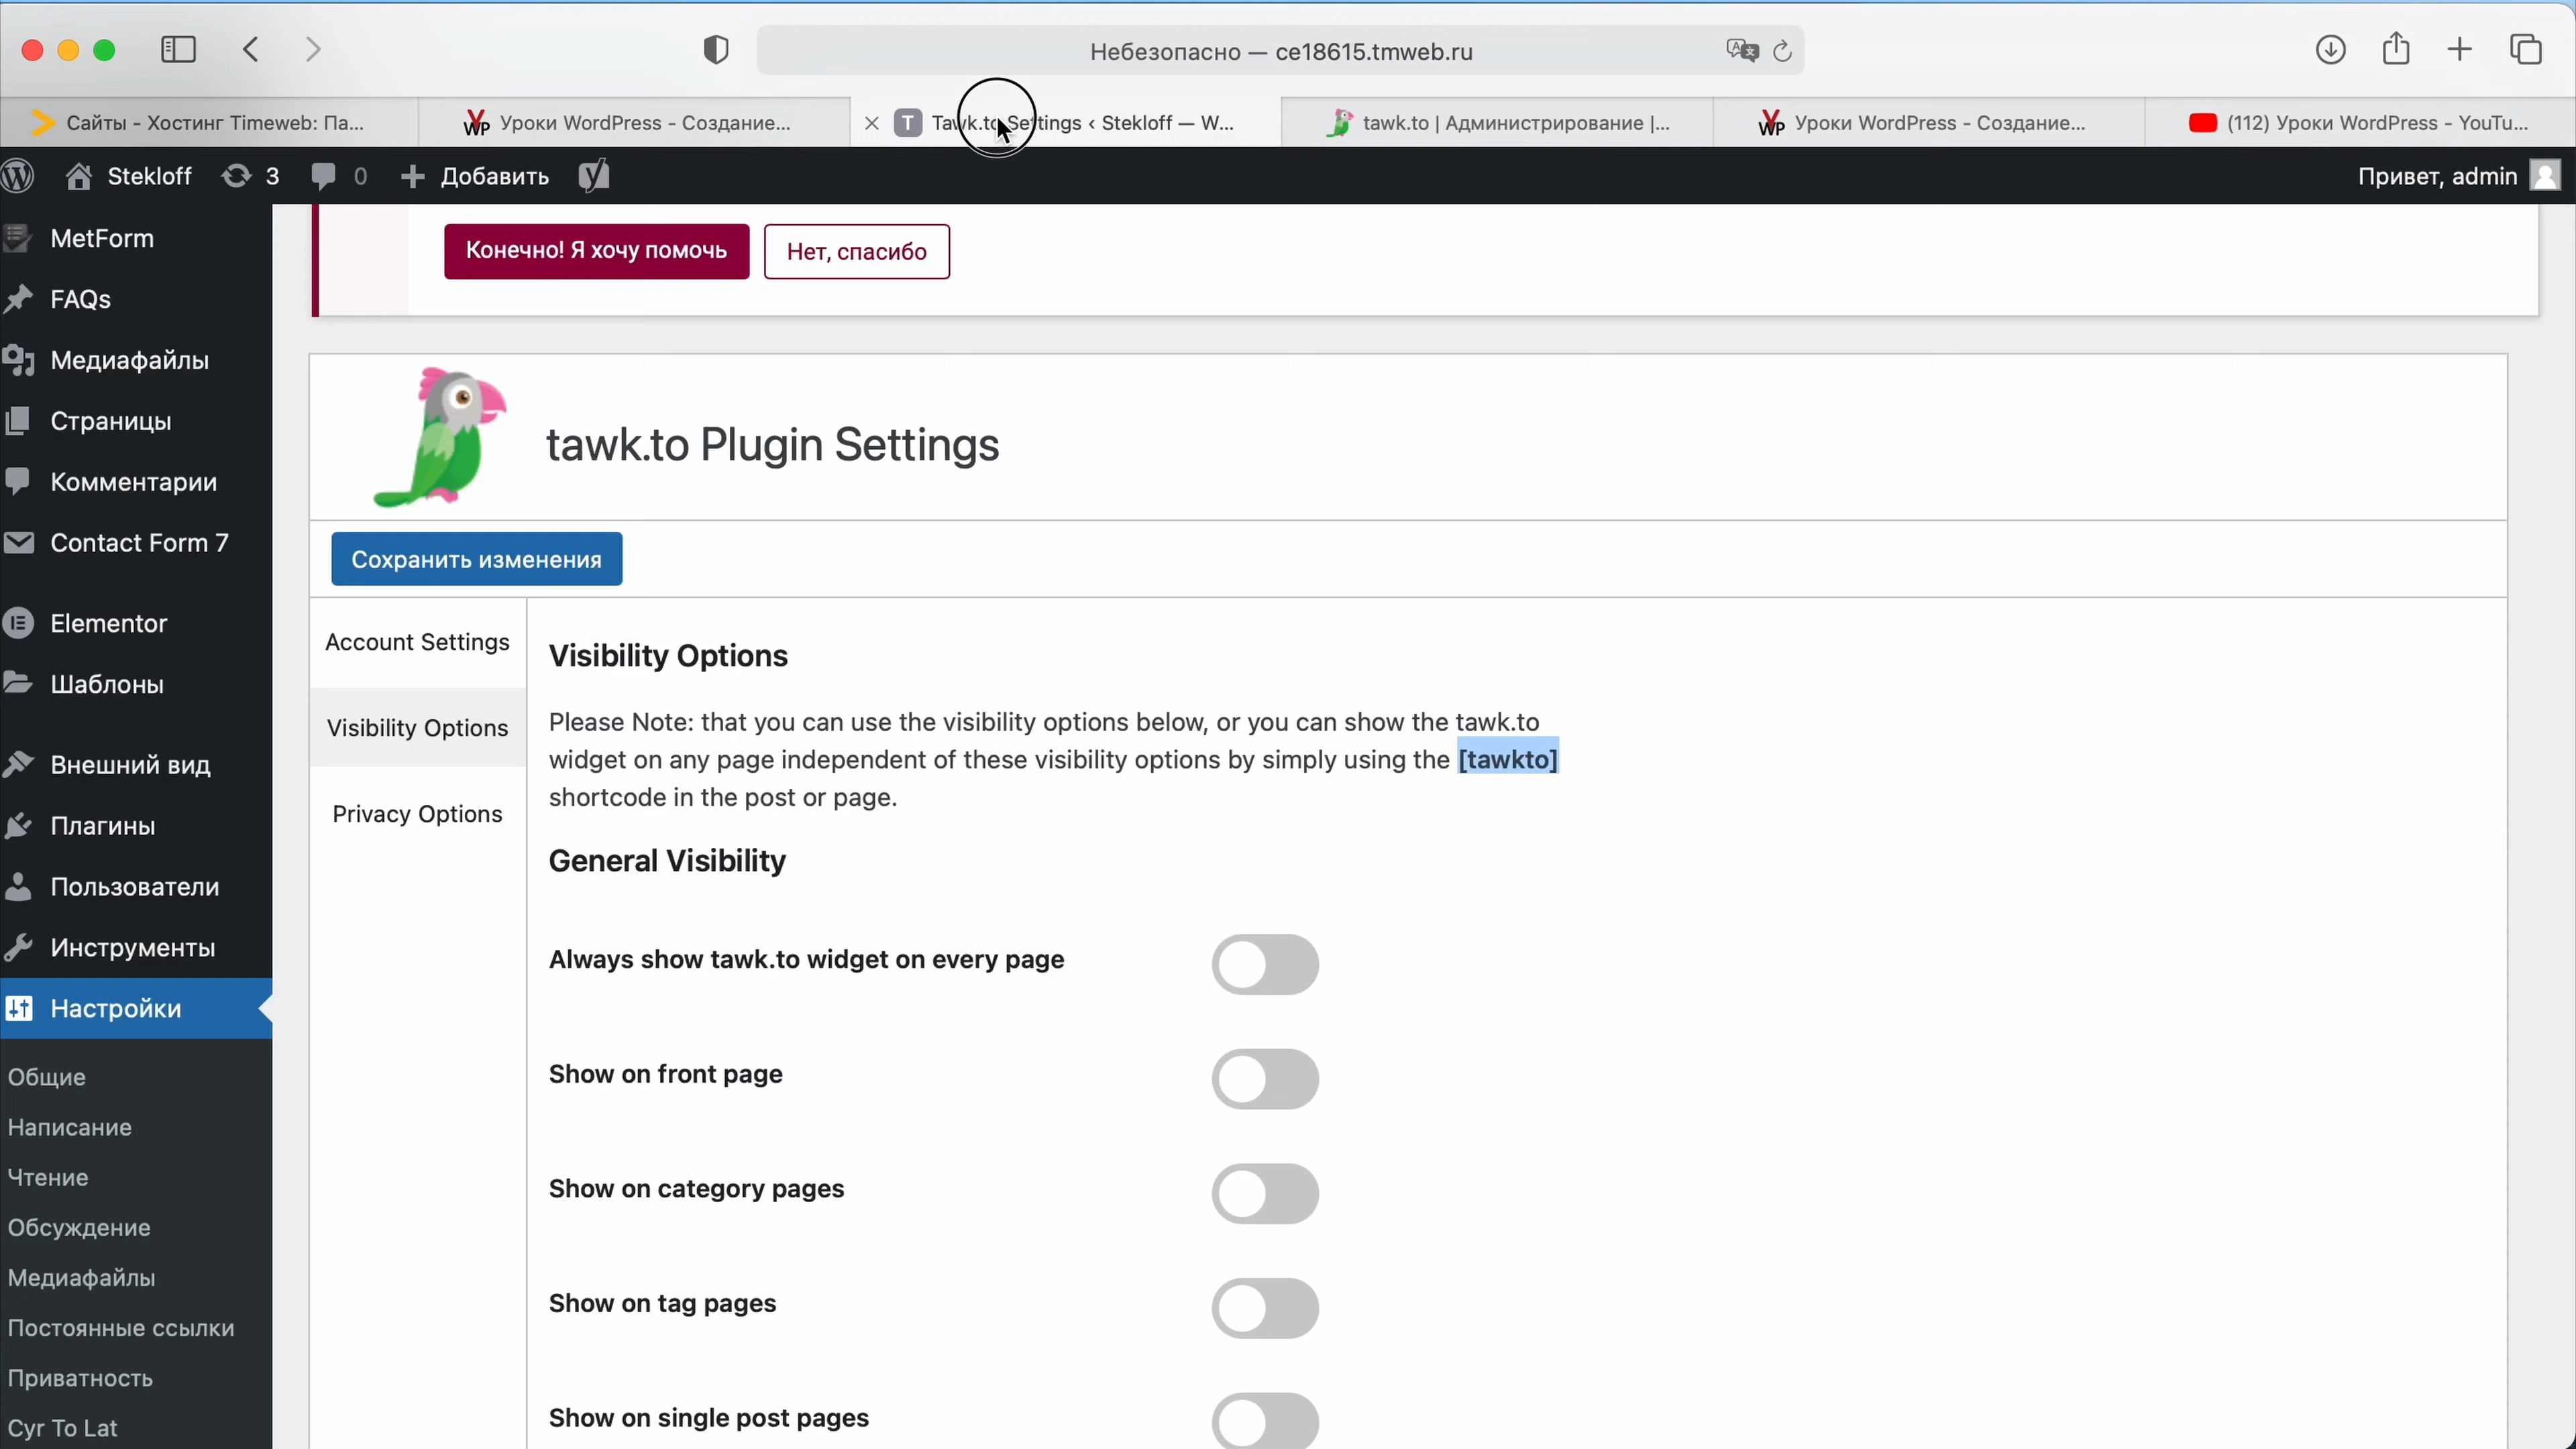 Небезопасно — ce18615.tmweb.ru
Сайты - Хостинг Timeweb: Па...
Уроки WordPress - Создание...
T Tawk.to Settings ‹ Stekloff — W...
tawk.to | Администрирование |...
Уроки WordPress - Создание...
(112) Уроки WordPress - YouTu...
Stekloff 3 0 Добавить
Привет, admin
MetForm
FAQs
Медиафайлы
Страницы
Комментарии
Contact Form 7
Elementor
Шаблоны
Внешний вид
Плагины
Пользователи
Инструменты
Настройки
Общие
Написание
Чтение
Обсуждение
Медиафайлы
Постоянные ссылки
Приватность
Cyr To Lat
Конечно! Я хочу помочь
Нет, спасибо
tawk.to Plugin Settings
Сохранить изменения
Account Settings
Visibility Options
Privacy Options
Visibility Options
Please Note: that you can use the visibility options below, or you can show the tawk.to
widget on any page independent of these visibility options by simply using the [tawkto]
shortcode in the post or page.
General Visibility
Always show tawk.to widget on every page
Show on front page
Show on category pages
Show on tag pages
Show on single post pages